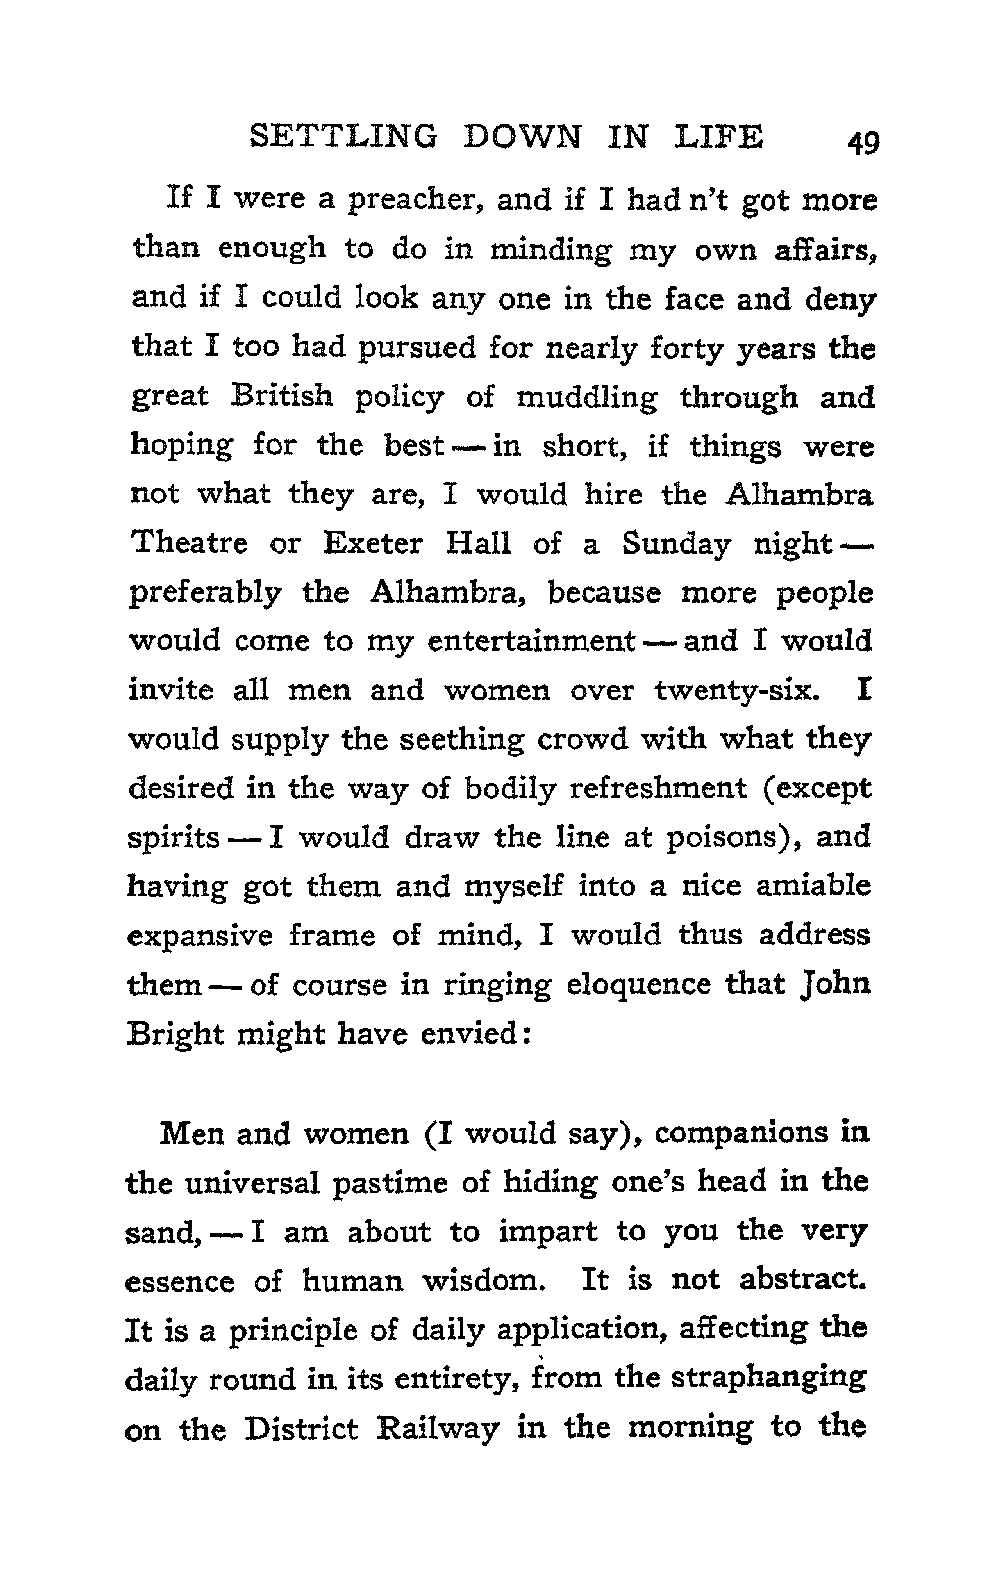 SETTLING DOWN IN LIFE 49
If I were a preacher, and if I had n't got more
than enough to do in minding my own affairs,
and if I could look any one in the face and deny
that I too had pursued for nearly forty years the
great British policy of muddling through and
hoping for the best — in short, if things were
not what they are, I would hire the Alhambra
Theatre or Exeter Hall of a Sunday night —
preferably the Alhambra, because more people
would come to my entertainment — and I would
invite all men and women over twenty-six. I
would supply the seething crowd with what they
desired in the way of bodily refreshment (except
spirits — I would draw the line at poisons), and
having got them and myself into a nice amiable
expansive frame of mind, I would thus address
them — of course in ringing eloquence that John
Bright might have envied:
Men and women (I would say), companions in
the universal pastime of hiding one's head in the
sand, — I am about to impart to you the very
essence of human wisdom. It is not abstract.
It is a principle of daily application, affecting the
daily round in its entirety, from the straphanging
on the District Railway in the morning to the